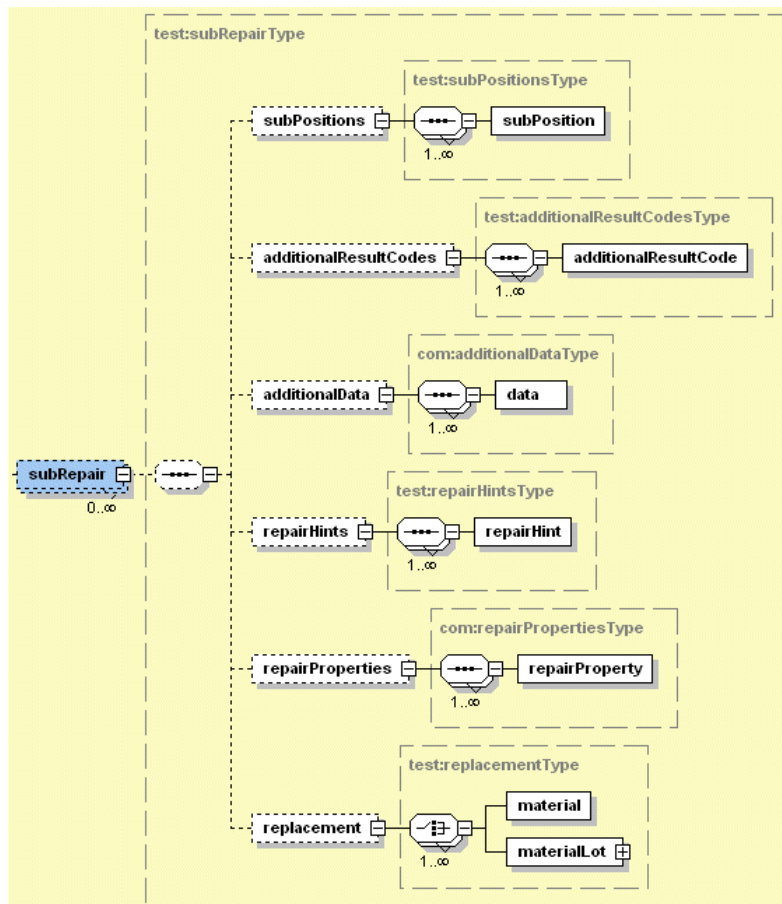 test:subRepairType
test:subPositionsType
subPositions
subPosition
1..∞
test:additionalResultCodesType
additionalResultCodes
additionalResultCode
1..∞
com:additionalDataType
additionalData
data
1..∞
subRepair
0..∞
test:repairHintsType
repairHints
repairHint
1..∞
com:repairPropertiesType
repairProperties
repairProperty
1..∞
test:replacementType
replacement
material
materialLot
1..∞